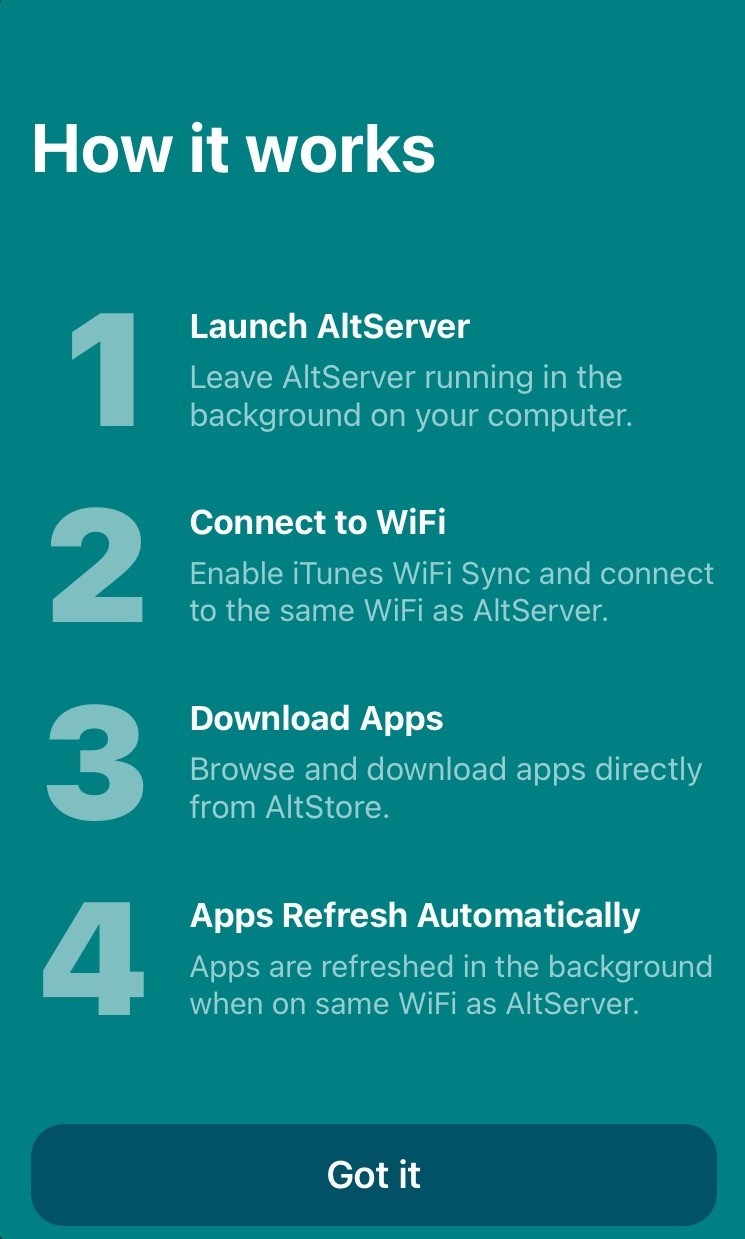 How it works
1
Launch AltServer
Leave AltServer running in the
background on your computer.
2
Connect to WiFi
Enable iTunes WiFi Sync and connect
to the same WiFi as AltServer.
3
Download Apps
Browse and download apps directly
from AltStore.
4
Apps Refresh Automatically
Apps are refreshed in the background
when on same WiFi as AltServer.
Got it